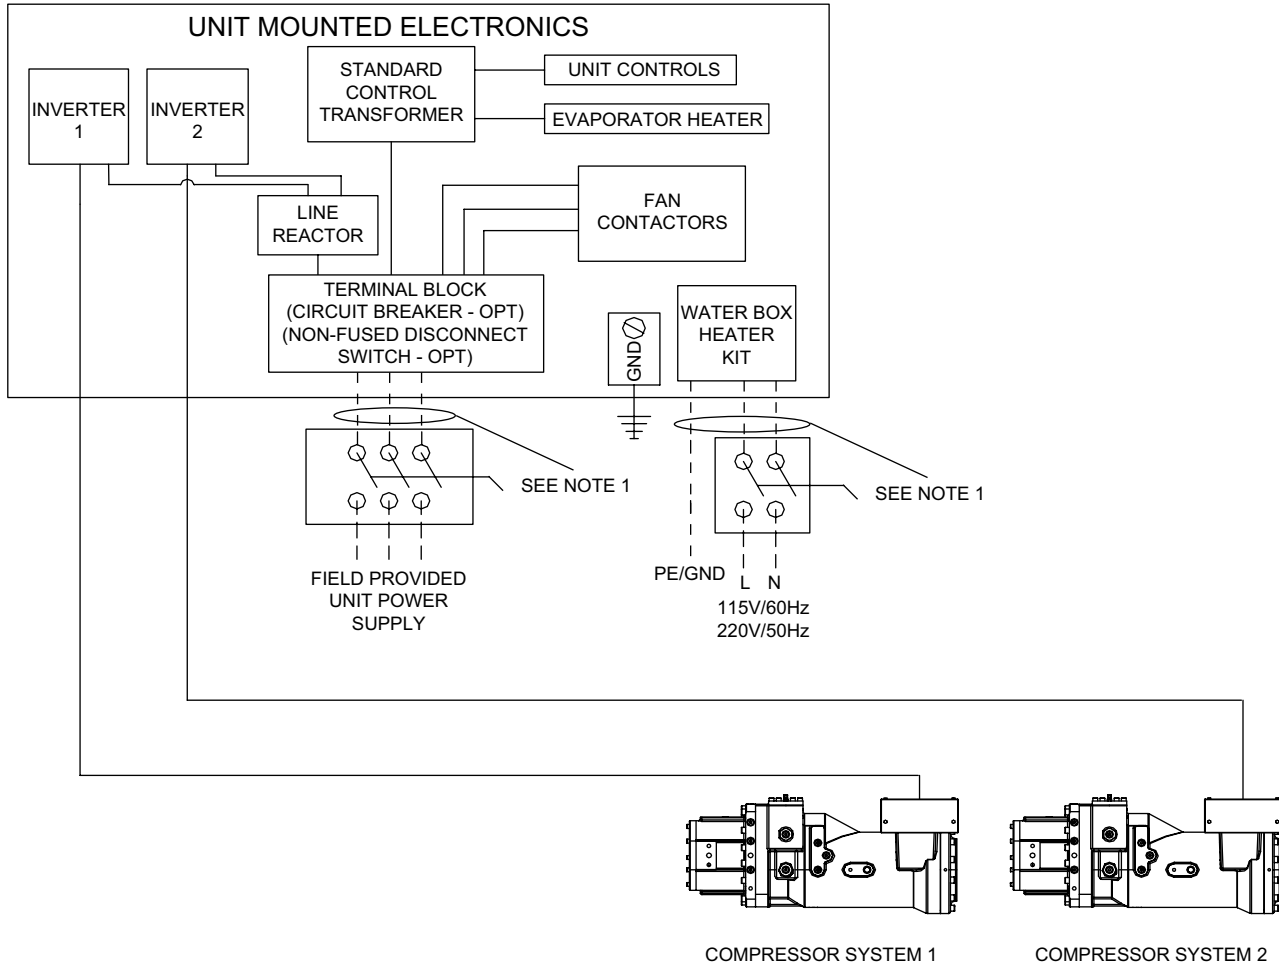 UNIT MOUNTED ELECTRONICS
INVERTER
1
INVERTER
2
STANDARD
CONTROL
TRANSFORMER
UNIT CONTROLS
EVAPORATOR HEATER
LINE
REACTOR
FAN
CONTACTORS
TERMINAL BLOCK
(CIRCUIT BREAKER - OPT)
(NON-FUSED DISCONNECT
SWITCH - OPT)
GND
WATER BOX
HEATER
KIT
SEE NOTE 1
SEE NOTE 1
FIELD PROVIDED
UNIT POWER
SUPPLY
PE/GND
L N
115V/60Hz
220V/50Hz
COMPRESSOR SYSTEM 1
COMPRESSOR SYSTEM 2